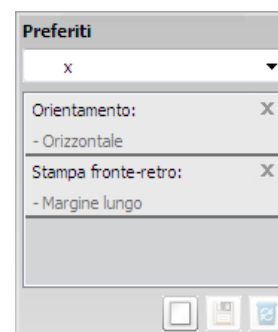 Preferiti
x
Orientamento: X
- Orizzontale
Stampa fronte-retro: X
- Margine lungo